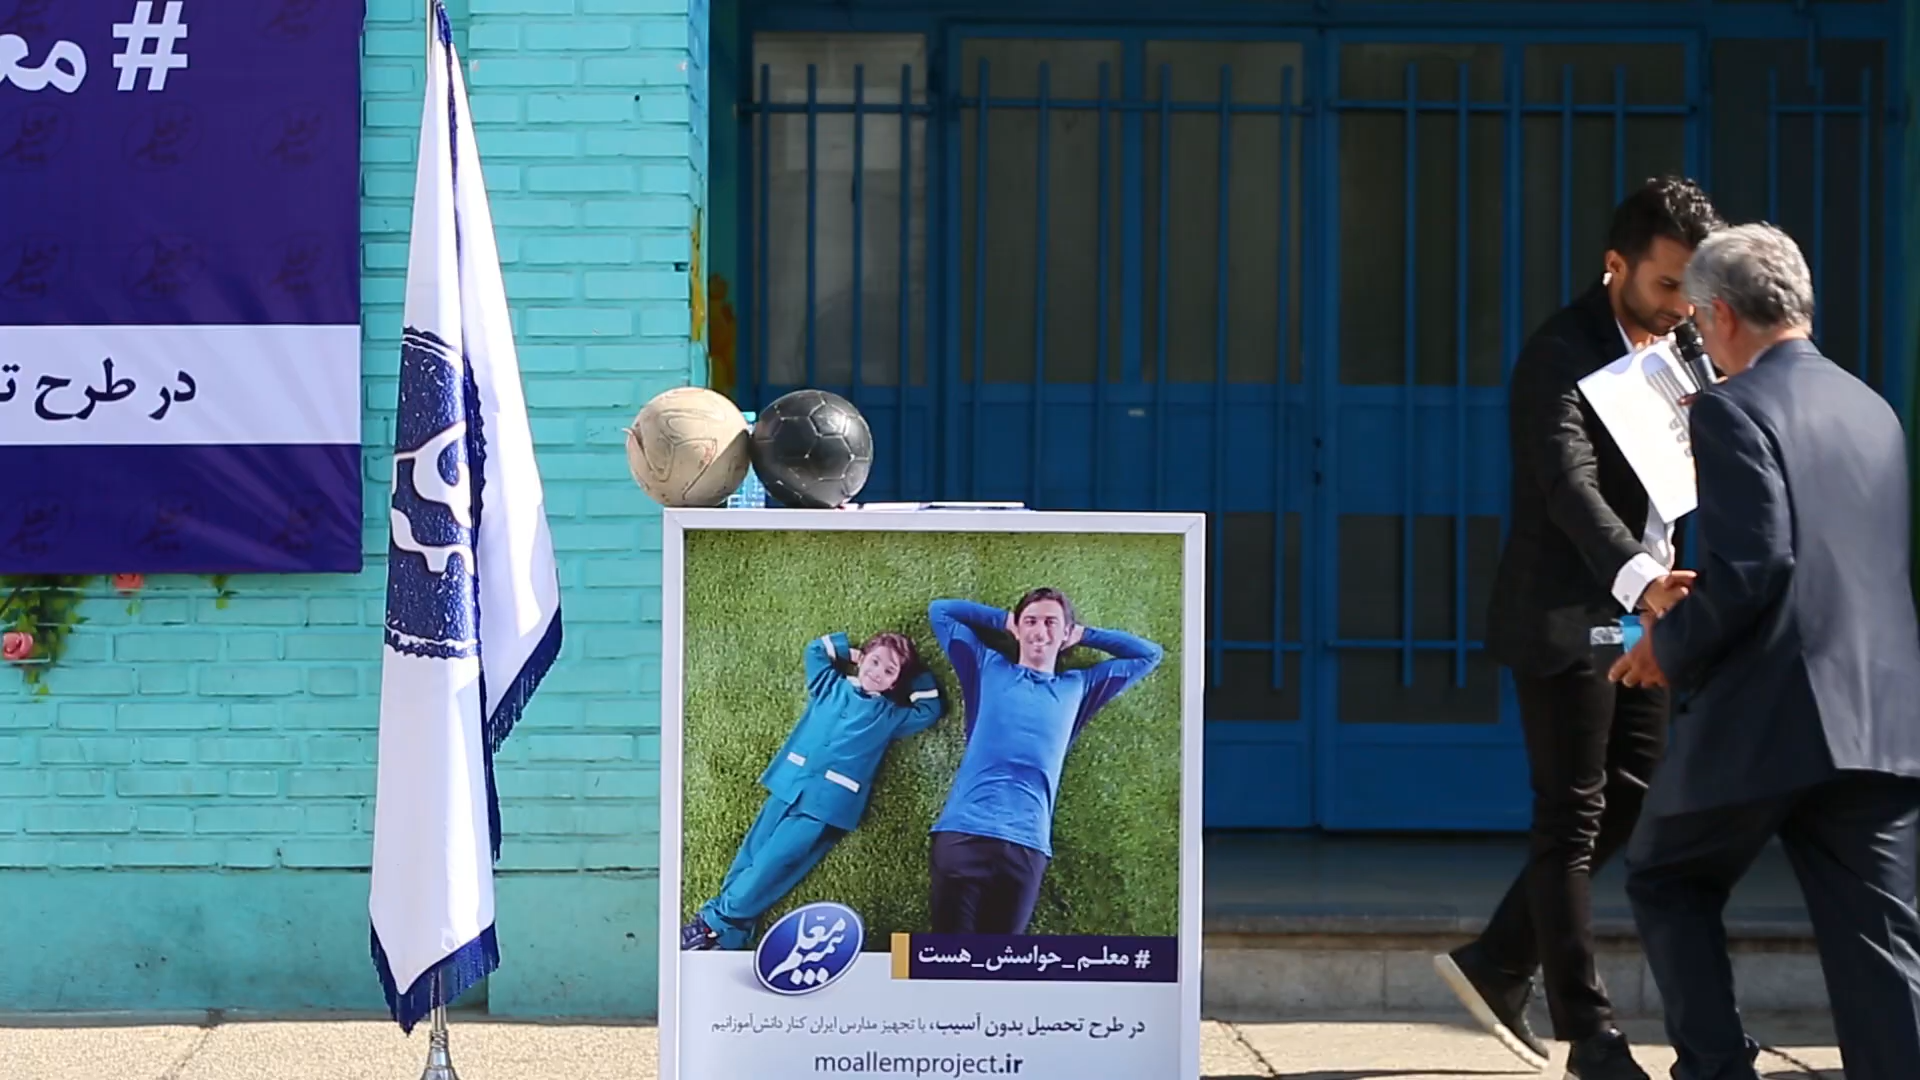 # مع
در طرح ت
بیمه معلم
# معلـم_حواسش_هست
در طرح تحصیل بدون آسیب، با تجهیز مدارس ایران کنار دانش‌آموزانیم
moallemproject.ir